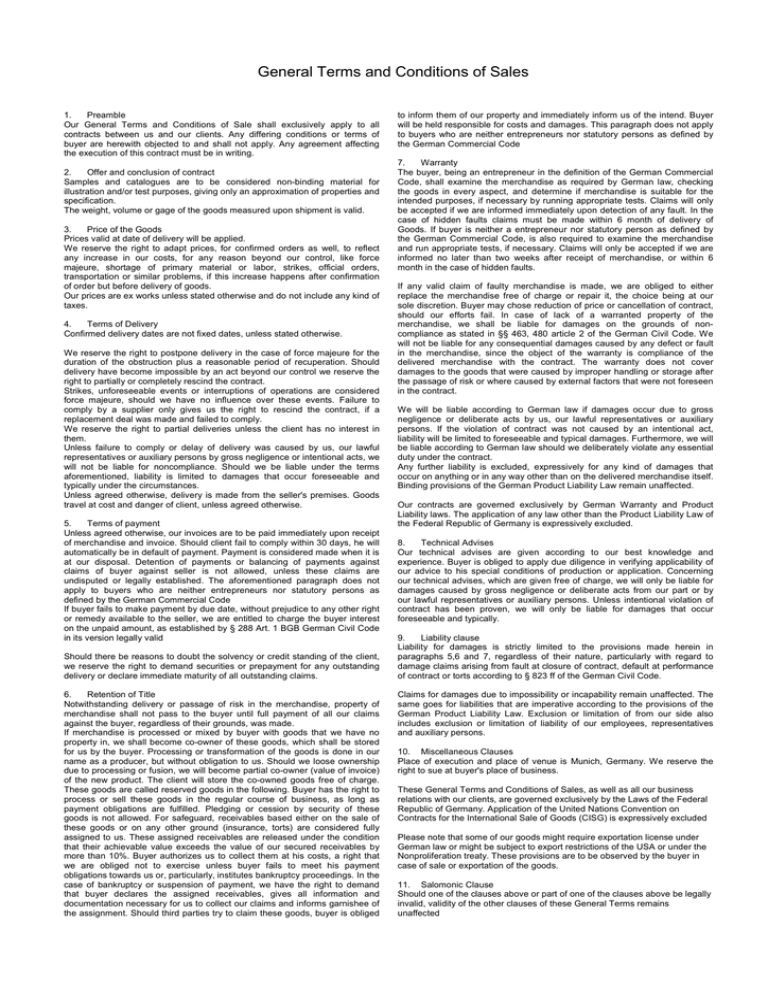 General Terms and Conditions of Sales
1. Preamble
Our General Terms and Conditions of Sale shall exclusively apply to all
contracts between us and our clients. Any differing conditions or terms of
buyer are herewith objected to and shall not apply. Any agreement affecting
the execution of this contract must be in writing.
2. Offer and conclusion of contract
Samples and catalogues are to be considered non-binding material for
illustration and/or test purposes, giving only an approximation of properties and
specification.
The weight, volume or gage of the goods measured upon shipment is valid.
3. Price of the Goods
Prices valid at date of delivery will be applied.
We reserve the right to adapt prices, for confirmed orders as well, to reflect
any increase in our costs, for any reason beyond our control, like force
majeure, shortage of primary material or labor, strikes, official orders,
transportation or similar problems, if this increase happens after confirmation
of order but before delivery of goods.
Our prices are ex works unless stated otherwise and do not include any kind of
taxes.
4. Terms of Delivery
Confirmed delivery dates are not fixed dates, unless stated otherwise.
We reserve the right to postpone delivery in the case of force majeure for the
duration of the obstruction plus a reasonable period of recuperation. Should
delivery have become impossible by an act beyond our control we reserve the
right to partially or completely rescind the contract.
Strikes, unforeseeable events or interruptions of operations are considered
force majeure, should we have no influence over these events. Failure to
comply by a supplier only gives us the right to rescind the contract, if a
replacement deal was made and failed to comply.
We reserve the right to partial deliveries unless the client has no interest in
them.
Unless failure to comply or delay of delivery was caused by us, our lawful
representatives or auxiliary persons by gross negligence or intentional acts, we
will not be liable for noncompliance. Should we be liable under the terms
aforementioned, liability is limited to damages that occur foreseeable and
typically under the circumstances.
Unless agreed otherwise, delivery is made from the seller's premises. Goods
travel at cost and danger of client, unless agreed otherwise.
5. Terms of payment
Unless agreed otherwise, our invoices are to be paid immediately upon receipt
of merchandise and invoice. Should client fail to comply within 30 days, he will
automatically be in default of payment. Payment is considered made when it is
at our disposal. Detention of payments or balancing of payments against
claims of buyer against seller is not allowed, unless these claims are
undisputed or legally established. The aforementioned paragraph does not
apply to buyers who are neither entrepreneurs nor statutory persons as
defined by the German Commercial Code
If buyer fails to make payment by due date, without prejudice to any other right
or remedy available to the seller, we are entitled to charge the buyer interest
on the unpaid amount, as established by § 288 Art. 1 BGB German Civil Code
in its version legally valid
Should there be reasons to doubt the solvency or credit standing of the client,
we reserve the right to demand securities or prepayment for any outstanding
delivery or declare immediate maturity of all outstanding claims.
6. Retention of Title
Notwithstanding delivery or passage of risk in the merchandise, property of
merchandise shall not pass to the buyer until full payment of all our claims
against the buyer, regardless of their grounds, was made.
If merchandise is processed or mixed by buyer with goods that we have no
property in, we shall become co-owner of these goods, which shall be stored
for us by the buyer. Processing or transformation of the goods is done in our
name as a producer, but without obligation to us. Should we loose ownership
due to processing or fusion, we will become partial co-owner (value of invoice)
of the new product. The client will store the co-owned goods free of charge.
These goods are called reserved goods in the following. Buyer has the right to
process or sell these goods in the regular course of business, as long as
payment obligations are fulfilled. Pledging or cession by security of these
goods is not allowed. For safeguard, receivables based either on the sale of
these goods or on any other ground (insurance, torts) are considered fully
assigned to us. These assigned receivables are released under the condition
that their achievable value exceeds the value of our secured receivables by
more than 10%. Buyer authorizes us to collect them at his costs, a right that
we are obliged not to exercise unless buyer fails to meet his payment
obligations towards us or, particularly, institutes bankruptcy proceedings. In the
case of bankruptcy or suspension of payment, we have the right to demand
that buyer declares the assigned receivables, gives all information and
documentation necessary for us to collect our claims and informs garnishee of
the assignment. Should third parties try to claim these goods, buyer is obliged
to inform them of our property and immediately inform us of the intend. Buyer
will be held responsible for costs and damages. This paragraph does not apply
to buyers who are neither entrepreneurs nor statutory persons as defined by
the German Commercial Code
7. Warranty
The buyer, being an entrepreneur in the definition of the German Commercial
Code, shall examine the merchandise as required by German law, checking
the goods in every aspect, and determine if merchandise is suitable for the
intended purposes, if necessary by running appropriate tests. Claims will only
be accepted if we are informed immediately upon detection of any fault. In the
case of hidden faults claims must be made within 6 month of delivery of
Goods. If buyer is neither a entrepreneur nor statutory person as defined by
the German Commercial Code, is also required to examine the merchandise
and run appropriate tests, if necessary. Claims will only be accepted if we are
informed no later than two weeks after receipt of merchandise, or within 6
month in the case of hidden faults.
If any valid claim of faulty merchandise is made, we are obliged to either
replace the merchandise free of charge or repair it, the choice being at our
sole discretion. Buyer may chose reduction of price or cancellation of contract,
should our efforts fail. In case of lack of a warranted property of the
merchandise, we shall be liable for damages on the grounds of non-
compliance as stated in §§ 463, 480 article 2 of the German Civil Code. We
will not be liable for any consequential damages caused by any defect or fault
in the merchandise, since the object of the warranty is compliance of the
delivered merchandise with the contract. The warranty does not cover
damages to the goods that were caused by improper handling or storage after
the passage of risk or where caused by external factors that were not foreseen
in the contract.
We will be liable according to German law if damages occur due to gross
negligence or deliberate acts by us, our lawful representatives or auxiliary
persons. If the violation of contract was not caused by an intentional act,
liability will be limited to foreseeable and typical damages. Furthermore, we will
be liable according to German law should we deliberately violate any essential
duty under the contract.
Any further liability is excluded, expressively for any kind of damages that
occur on anything or in any way other than on the delivered merchandise itself.
Binding provisions of the German Product Liability Law remain unaffected.
Our contracts are governed exclusively by German Warranty and Product
Liability laws. The application of any law other than the Product Liability Law of
the Federal Republic of Germany is expressively excluded.
8. Technical Advises
Our technical advises are given according to our best knowledge and
experience. Buyer is obliged to apply due diligence in verifying applicability of
our advice to his special conditions of production or application. Concerning
our technical advises, which are given free of charge, we will only be liable for
damages caused by gross negligence or deliberate acts from our part or by
our lawful representatives or auxiliary persons. Unless intentional violation of
contract has been proven, we will only be liable for damages that occur
foreseeable and typically.
9. Liability clause
Liability for damages is strictly limited to the provisions made herein in
paragraphs 5,6 and 7, regardless of their nature, particularly with regard to
damage claims arising from fault at closure of contract, default at performance
of contract or torts according to § 823 ff of the German Civil Code.
Claims for damages due to impossibility or incapability remain unaffected. The
same goes for liabilities that are imperative according to the provisions of the
German Product Liability Law. Exclusion or limitation of from our side also
includes exclusion or limitation of liability of our employees, representatives
and auxiliary persons.
10. Miscellaneous Clauses
Place of execution and place of venue is Munich, Germany. We reserve the
right to sue at buyer's place of business.
These General Terms and Conditions of Sales, as well as all our business
relations with our clients, are governed exclusively by the Laws of the Federal
Republic of Germany. Application of the United Nations Convention on
Contracts for the International Sale of Goods (CISG) is expressively excluded
Please note that some of our goods might require exportation license under
German law or might be subject to export restrictions of the USA or under the
Nonproliferation treaty. These provisions are to be observed by the buyer in
case of sale or exportation of the goods.
11. Salomonic Clause
Should one of the clauses above or part of one of the clauses above be legally
invalid, validity of the other clauses of these General Terms remains
unaffected